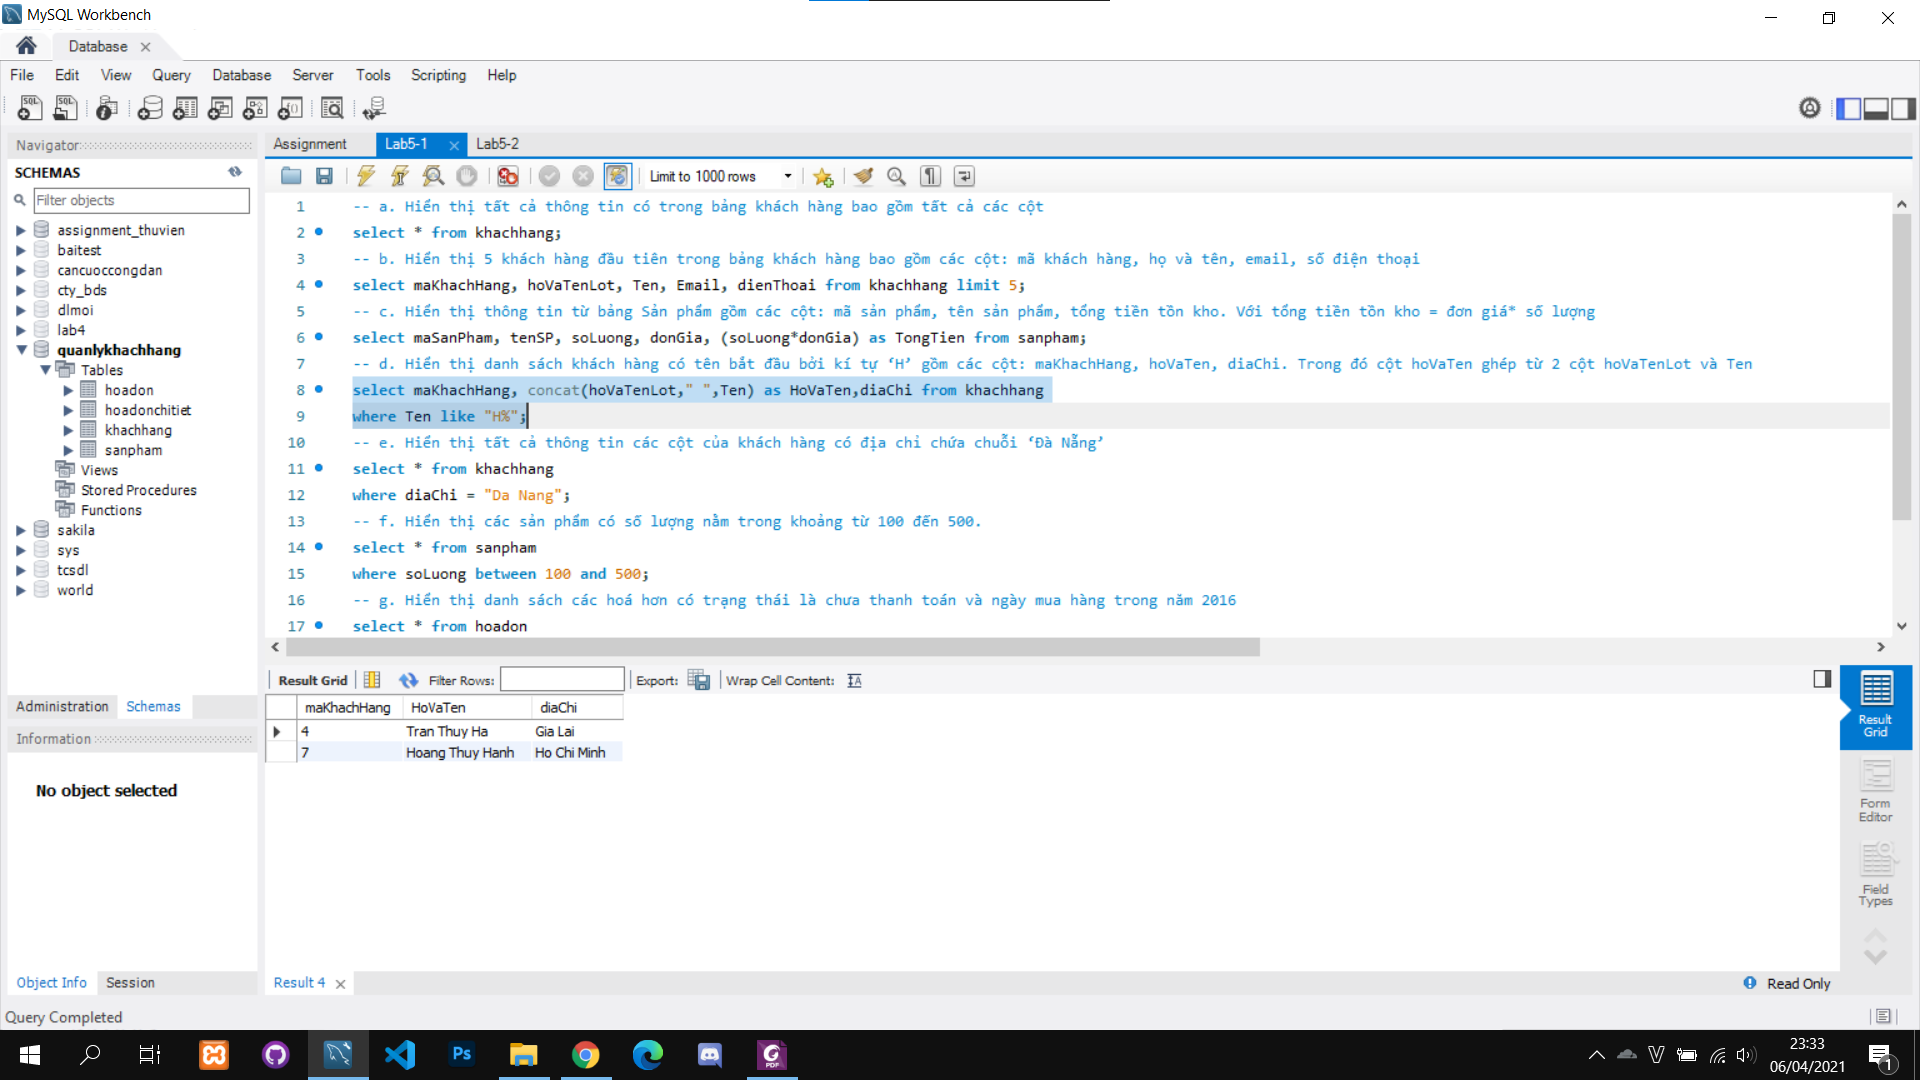 MySQL Workbench
Database
File Edit View Query Database Server Tools Scripting Help
Navigator
SCHEMAS
Filter objects
assignment_thuvien
baitest
cancuoccongdan
cty_bds
dlmoi
lab4
quanlykhachhang
Tables
hoadon
hoadonchitiet
khachhang
sanpham
Views
Stored Procedures
Functions
sakila
sys
tcsdl
world
Administration Schemas
Information
No object selected
Object Info Session
Query Completed
Assignment Lab5-1 Lab5-2
Limit to 1000 rows
1 -- a. Hiển thị tất cả thông tin có trong bảng khách hàng bao gồm tất cả các cột
2 select * from khachhang;
3 -- b. Hiển thị 5 khách hàng đầu tiên trong bảng khách hàng bao gồm các cột: mã khách hàng, họ và tên, email, số điện thoại
4 select maKhachHang, hoVaTenLot, Ten, Email, dienThoai from khachhang limit 5;
5 -- c. Hiển thị thông tin từ bảng Sản phẩm gồm các cột: mã sản phẩm, tên sản phẩm, tổng tiền tồn kho. Với tổng tiền tồn kho = đơn giá* số lượng
6 select maSanPham, tenSP, soLuong, donGia, (soLuong*donGia) as TongTien from sanpham;
7 -- d. Hiển thị danh sách khách hàng có tên bắt đầu bởi kí tự ‘H’ gồm các cột: maKhachHang, hoVaTen, diaChi. Trong đó cột hoVaTen ghép từ 2 cột hoVaTenLot và Ten
8 select maKhachHang, concat(hoVaTenLot," ",Ten) as HoVaTen,diaChi from khachhang
9 where Ten like "H%";
10 -- e. Hiển thị tất cả thông tin các cột của khách hàng có địa chỉ chứa chuỗi ‘Đà Nẵng’
11 select * from khachhang
12 where diaChi = "Da Nang";
13 -- f. Hiển thị các sản phẩm có số lượng nằm trong khoảng từ 100 đến 500.
14 select * from sanpham
15 where soLuong between 100 and 500;
16 -- g. Hiển thị danh sách các hoá hơn có trạng thái là chưa thanh toán và ngày mua hàng trong năm 2016
17 select * from hoadon
Result Grid Filter Rows: Export: Wrap Cell Content:
maKhachHang HoVaTen diaChi
4 Tran Thuy Ha Gia Lai
7 Hoang Thuy Hanh Ho Chi Minh
Result Grid
Form Editor
Field Types
Result 4
Read Only
23:33
06/04/2021
1